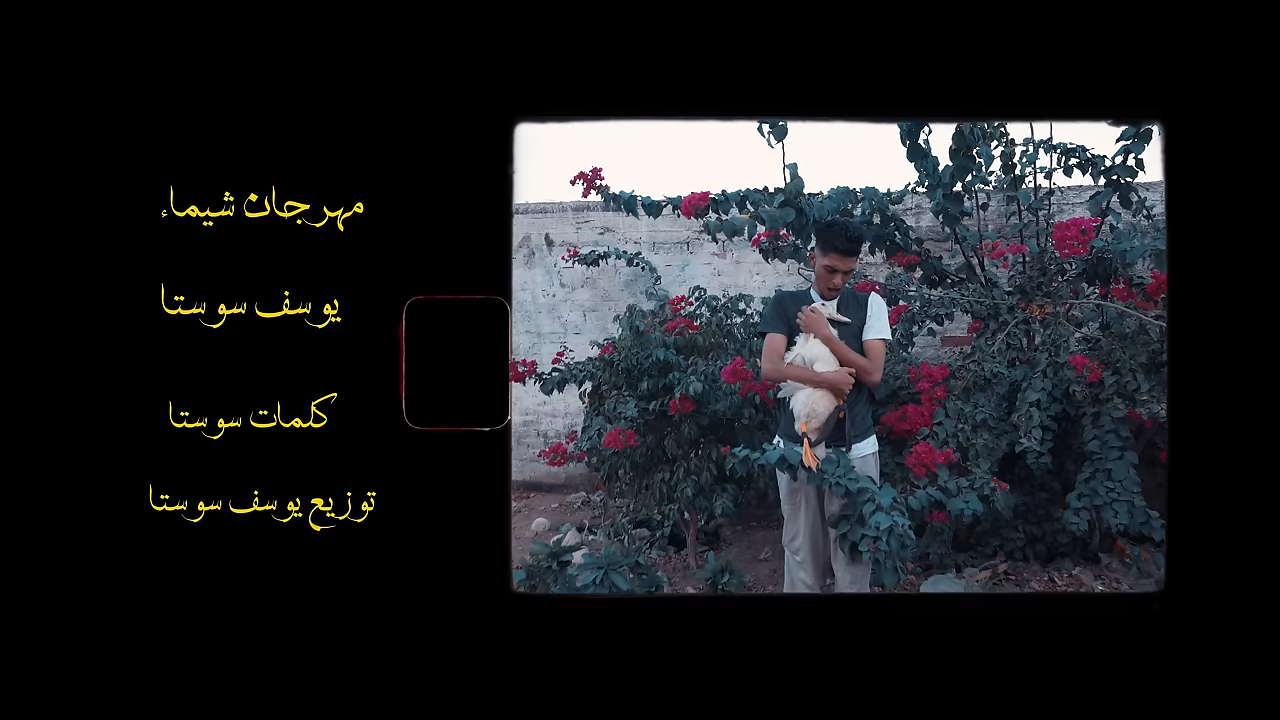 مهرجان شيماء
يوسف سوستا
كلمات سوستا
توزيع يوسف سوستا